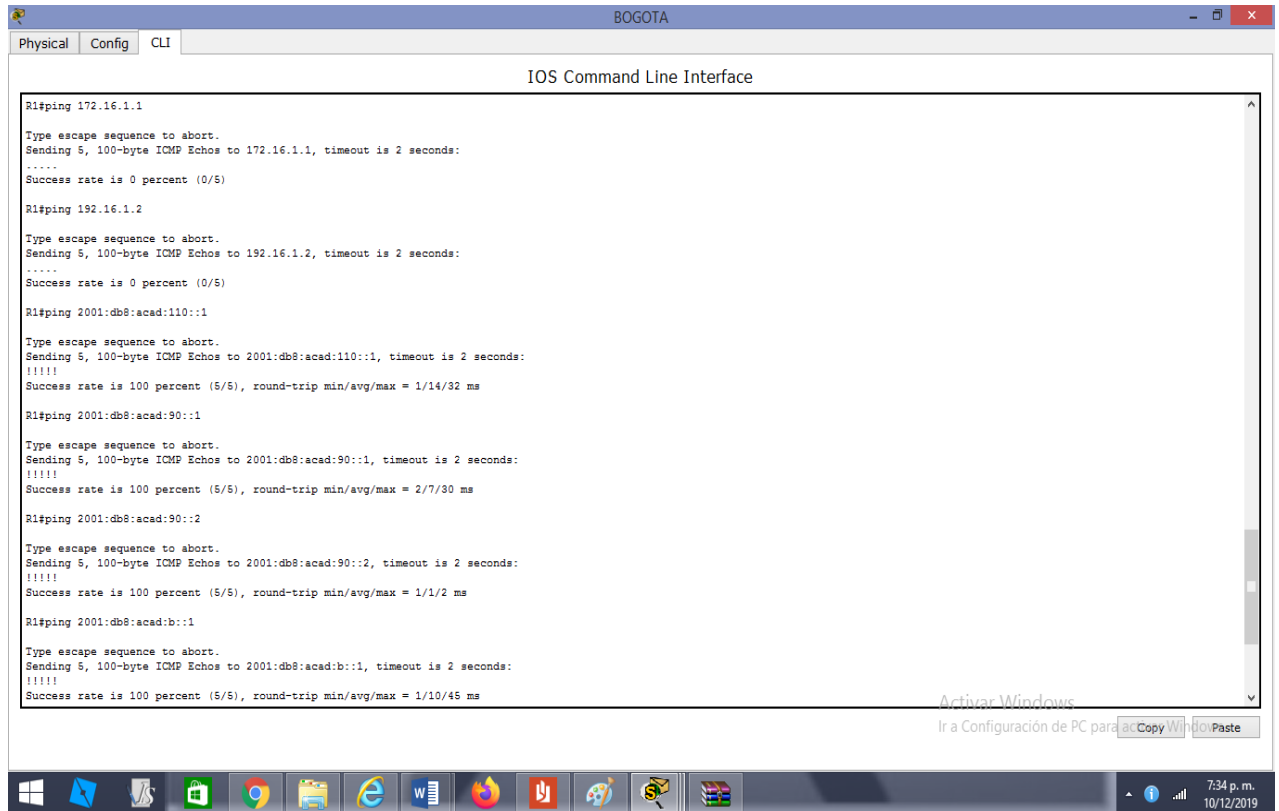 BOGOTA
Physical Config CLI
IOS Command Line Interface
R1#ping 172.16.1.1
Type escape sequence to abort.
Sending 5, 100-byte ICMP Echos to 172.16.1.1, timeout is 2 seconds:
.....
Success rate is 0 percent (0/5)
R1#ping 192.16.1.2
Type escape sequence to abort.
Sending 5, 100-byte ICMP Echos to 192.16.1.2, timeout is 2 seconds:
.....
Success rate is 0 percent (0/5)
R1#ping 2001:db8:acad:110::1
Type escape sequence to abort.
Sending 5, 100-byte ICMP Echos to 2001:db8:acad:110::1, timeout is 2 seconds:
!!!!!
Success rate is 100 percent (5/5), round-trip min/avg/max = 1/14/32 ms
R1#ping 2001:db8:acad:90::1
Type escape sequence to abort.
Sending 5, 100-byte ICMP Echos to 2001:db8:acad:90::1, timeout is 2 seconds:
!!!!!
Success rate is 100 percent (5/5), round-trip min/avg/max = 2/7/30 ms
R1#ping 2001:db8:acad:90::2
Type escape sequence to abort.
Sending 5, 100-byte ICMP Echos to 2001:db8:acad:90::2, timeout is 2 seconds:
!!!!!
Success rate is 100 percent (5/5), round-trip min/avg/max = 1/1/2 ms
R1#ping 2001:db8:acad:b::1
Type escape sequence to abort.
Sending 5, 100-byte ICMP Echos to 2001:db8:acad:b::1, timeout is 2 seconds:
!!!!!
Success rate is 100 percent (5/5), round-trip min/avg/max = 1/10/45 ms
Activar Windows
Ir a Configuración de PC para Windows
Copy Paste
7:34 p. m.
10/12/2019